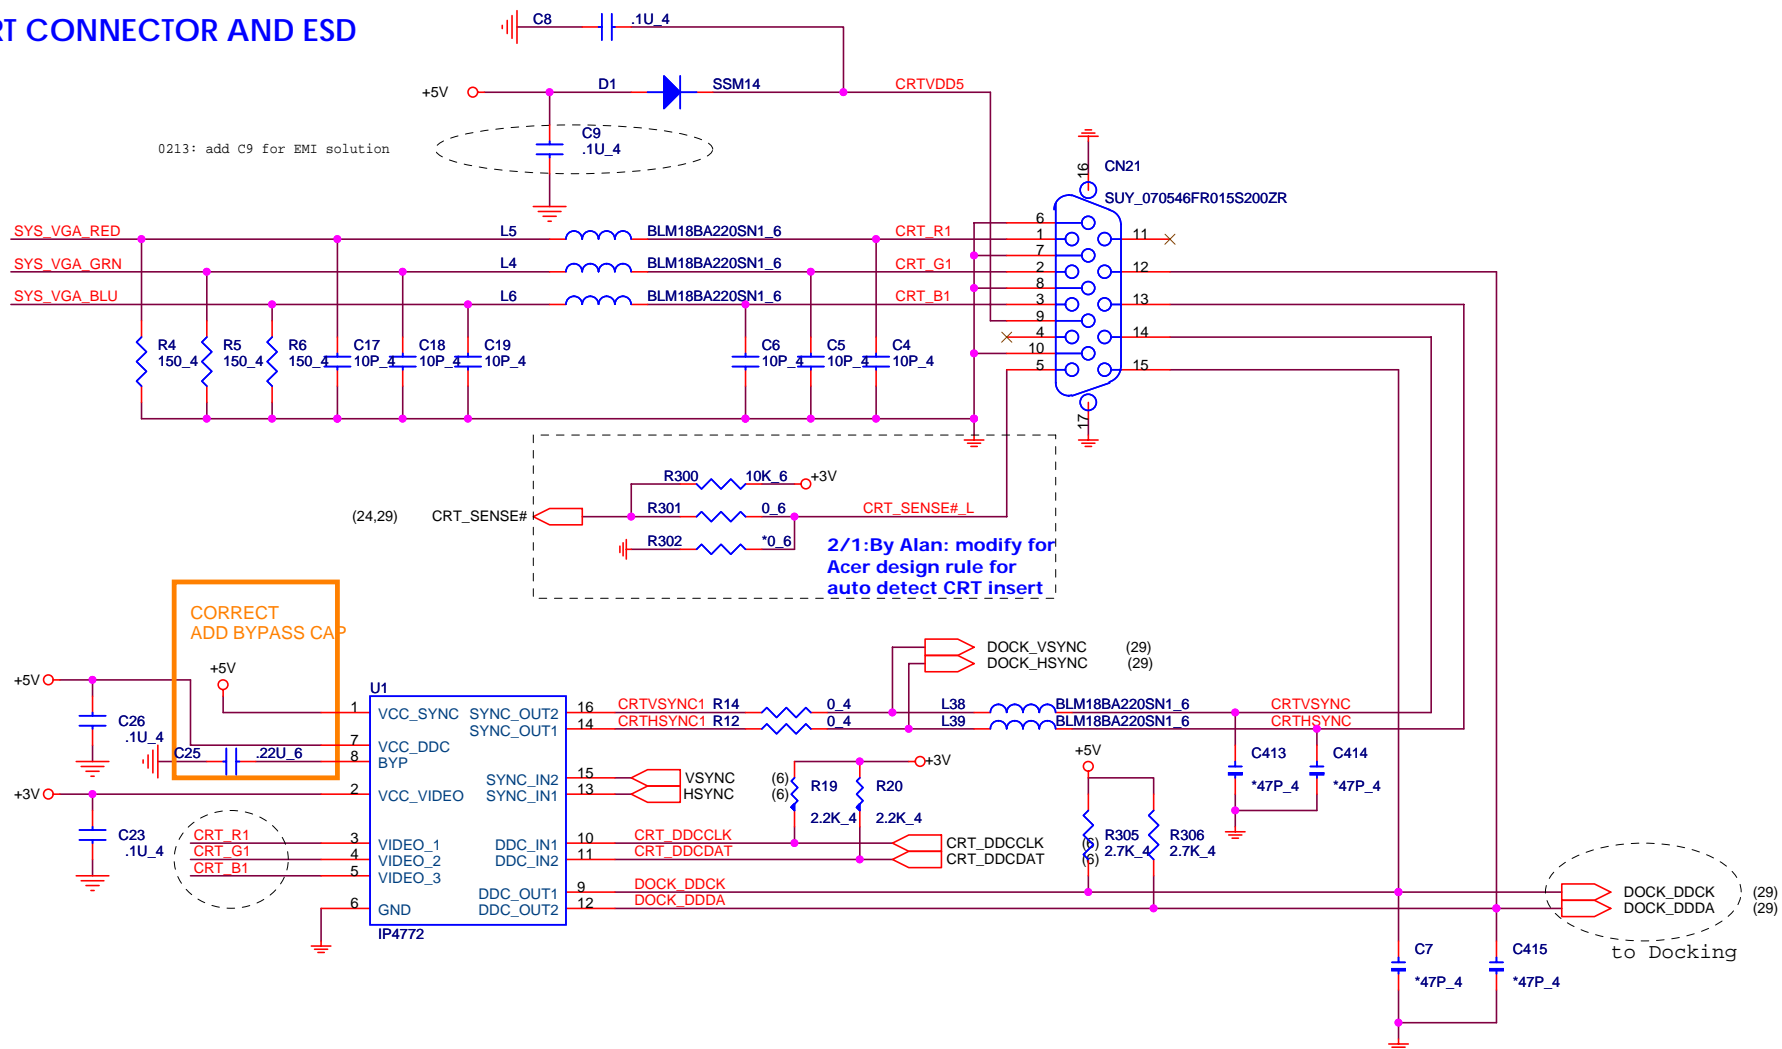 RT CONNECTOR AND ESD
C8 .1U_4
+5V D1 SSM14 CRTVDD5
C9
.1U_4
0213: add C9 for EMI solution
16
CN21
SUY_070546FR015S200ZR
SYS_VGA_RED L5 BLM18BA220SN1_6 CRT_R1
SYS_VGA_GRN L4 BLM18BA220SN1_6 CRT_G1
SYS_VGA_BLU L6 BLM18BA220SN1_6 CRT_B1
6
1 11
7
2 12
8
3 13
9
4 14
10
5 15
17
R4 R5 R6 C17 C18 C19 C6 C5 C4
150_4 150_4 150_4 10P_4 10P_4 10P_4 10P_4 10P_4 10P_4
R300 10K_6 +3V
(24,29) CRT_SENSE# R301 0_6 CRT_SENSE#_L
R302 *0_6
2/1:By Alan: modify for
Acer design rule for
auto detect CRT insert
CORRECT
ADD BYPASS CAP
+5V
+5V
C26
.1U_4
C25 .22U_6
+3V
C23
.1U_4
CRT_R1
CRT_G1
CRT_B1
U1
1 VCC_SYNC SYNC_OUT2 16
SYNC_OUT1 14
7 VCC_DDC
8 BYP
SYNC_IN2 15
2 VCC_VIDEO SYNC_IN1 13
3 VIDEO_1 DDC_IN1 10
4 VIDEO_2 DDC_IN2 11
5 VIDEO_3
DDC_OUT1 9
6 GND DDC_OUT2 12
IP4772
DOCK_VSYNC (29)
DOCK_HSYNC (29)
CRTVSYNC1 R14 0_4 L38 BLM18BA220SN1_6 CRTVSYNC
CRTHSYNC1 R12 0_4 L39 BLM18BA220SN1_6 CRTHSYNC
C413 C414
*47P_4 *47P_4
VSYNC (6)
HSYNC (6)
+3V
R19 R20
2.2K_4 2.2K_4
+5V
R305 R306
2.7K_4 2.7K_4
CRT_DDCCLK CRT_DDCCLK (6)
CRT_DDCDAT CRT_DDCDAT (6)
DOCK_DDCK DOCK_DDCK (29)
DOCK_DDDA DOCK_DDDA (29)
to Docking
C7 C415
*47P_4 *47P_4